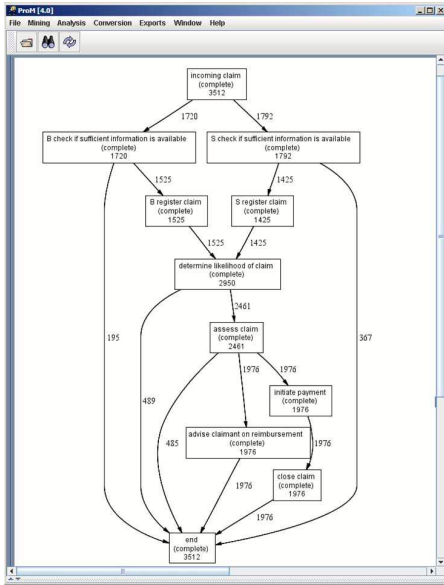 ProM [4.0]
File Mining Analysis Conversion Exports Window Help
incoming claim
(complete)
3512
1720
1792
B check if sufficient information is available
(complete)
1720
S check if sufficient information is available
(complete)
1792
1525
1425
B register claim
(complete)
1525
S register claim
(complete)
1425
1525
1425
determine likelihood of claim
(complete)
2950
2461
assess claim
(complete)
2461
195
367
1976
1976
initiate payment
(complete)
1976
489
485
advise claimant on reimbursement
(complete)
1976
1976
close claim
(complete)
1976
1976
1976
end
(complete)
3512